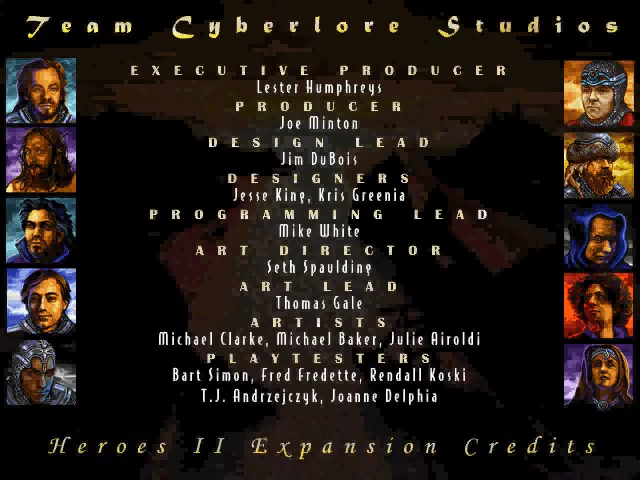 Team Cyberlore Studios
EXECUTIVE PRODUCER
Lester Humphreys
PRODUCER
Joe Minton
DESIGN LEAD
Jim DuBois
DESIGNERS
Jesse King, Kris Greenia
PROGRAMMING LEAD
Mike White
ART DIRECTOR
Seth Spaulding
ART LEAD
Thomas Gale
ARTISTS
Michael Clarke, Michael Baker, Julie Airoldi
PLAYTESTERS
Bart Simon, Fred Fredette, Rendall Koski
T.J. Andrzejczyk, Joanne Delphia
Heroes II Expansion Credits